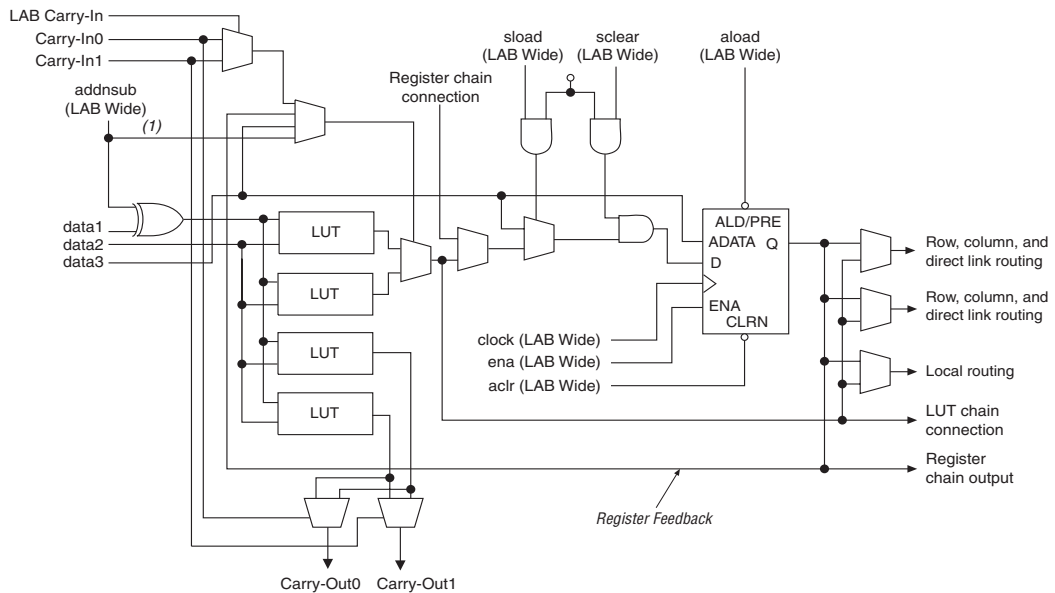 LAB Carry-In
Carry-In0
Carry-In1
addnsub
(LAB Wide)
(1)
data1
data2
data3
LUT
LUT
LUT
LUT
Register chain
connection
sload
(LAB Wide)
sclear
(LAB Wide)
aload
(LAB Wide)
ALD/PRE
ADATA Q
D
ENA
CLRN
clock (LAB Wide)
ena (LAB Wide)
aclr (LAB Wide)
Row, column, and
direct link routing
Row, column, and
direct link routing
Local routing
LUT chain
connection
Register
chain output
Register Feedback
Carry-Out0
Carry-Out1